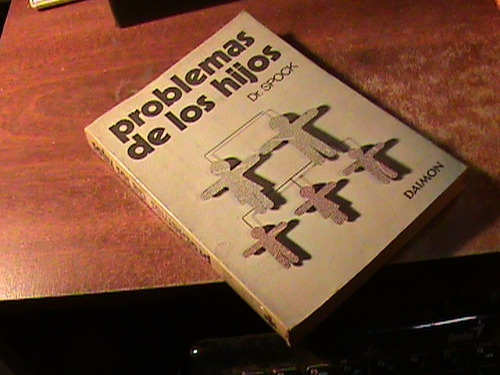 problemas
de los hijos
Dr. SPOCK
DAIMON